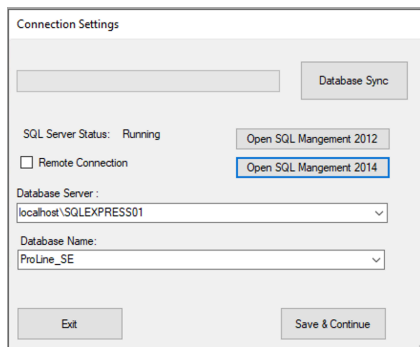 Connection Settings
Database Sync
SQL Server Status: Running
Open SQL Mangement 2012
Remote Connection
Open SQL Mangement 2014
Database Server :
localhost\SQLEXPRESS01
Database Name:
ProLine_SE
Exit
Save & Continue